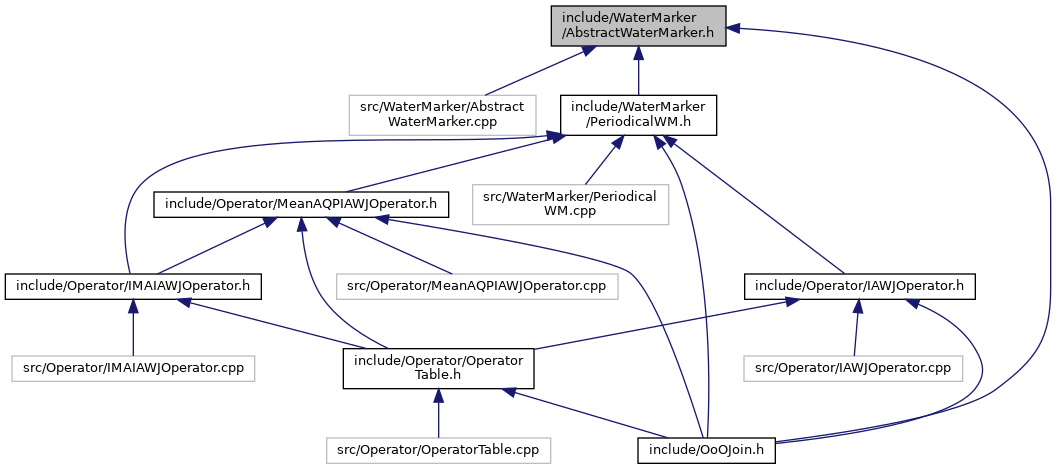 include/WaterMarker
/AbstractWaterMarker.h
src/WaterMarker/Abstract
WaterMarker.cpp
include/WaterMarker
/PeriodicalWM.h
include/Operator/MeanAQPIAWJOperator.h
src/WaterMarker/Periodical
WM.cpp
include/Operator/IMAIAWJOperator.h
src/Operator/MeanAQPIAWJOperator.cpp
include/Operator/IAWJOperator.h
src/Operator/IMAIAWJOperator.cpp
include/Operator/Operator
Table.h
src/Operator/IAWJOperator.cpp
src/Operator/OperatorTable.cpp
include/OoOJoin.h